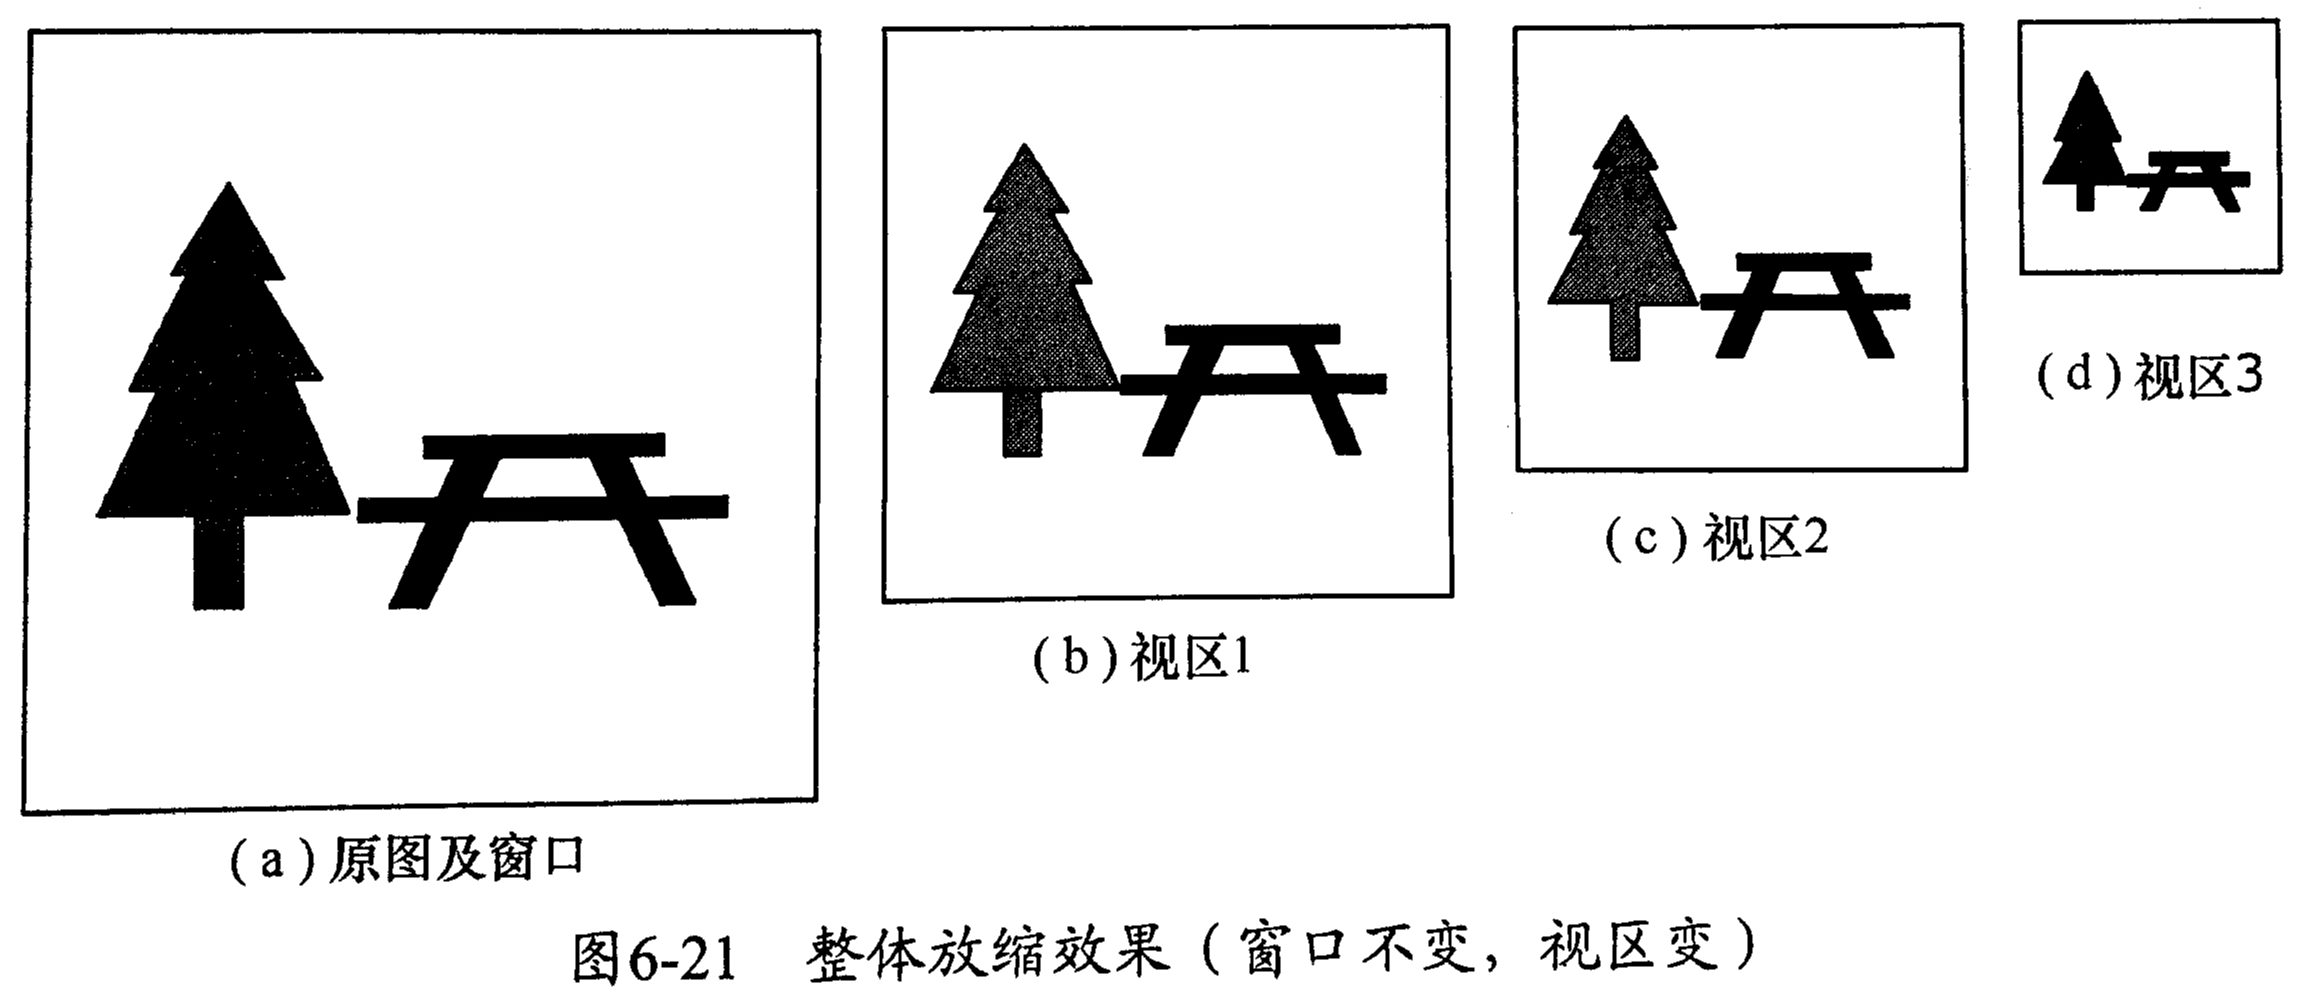 (d)视区3
(c)视区2
(b)视区1
(a)原图及窗口
图6-21 整体放缩效果(窗口不变，视区变)